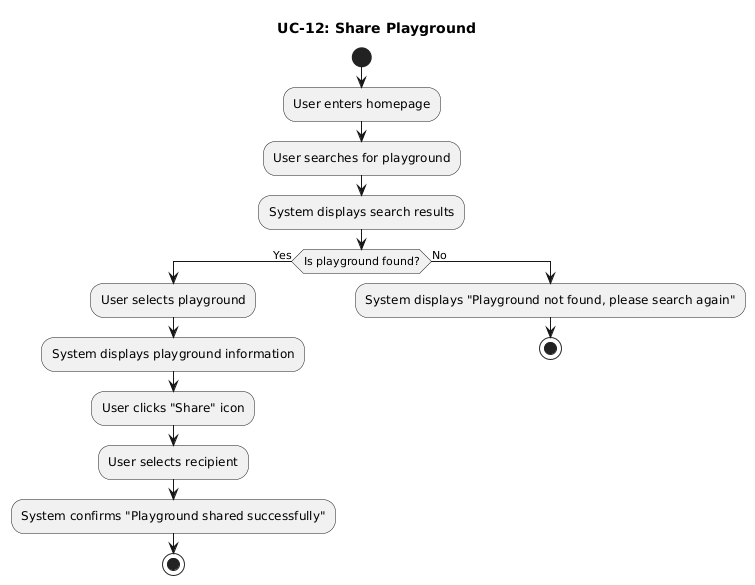 UC-12: Share Playground
User enters homepage
User searches for playground
System displays search results
Is playground found?
Yes
No
User selects playground
System displays "Playground not found, please search again"
System displays playground information
User clicks "Share" icon
User selects recipient
System confirms "Playground shared successfully"